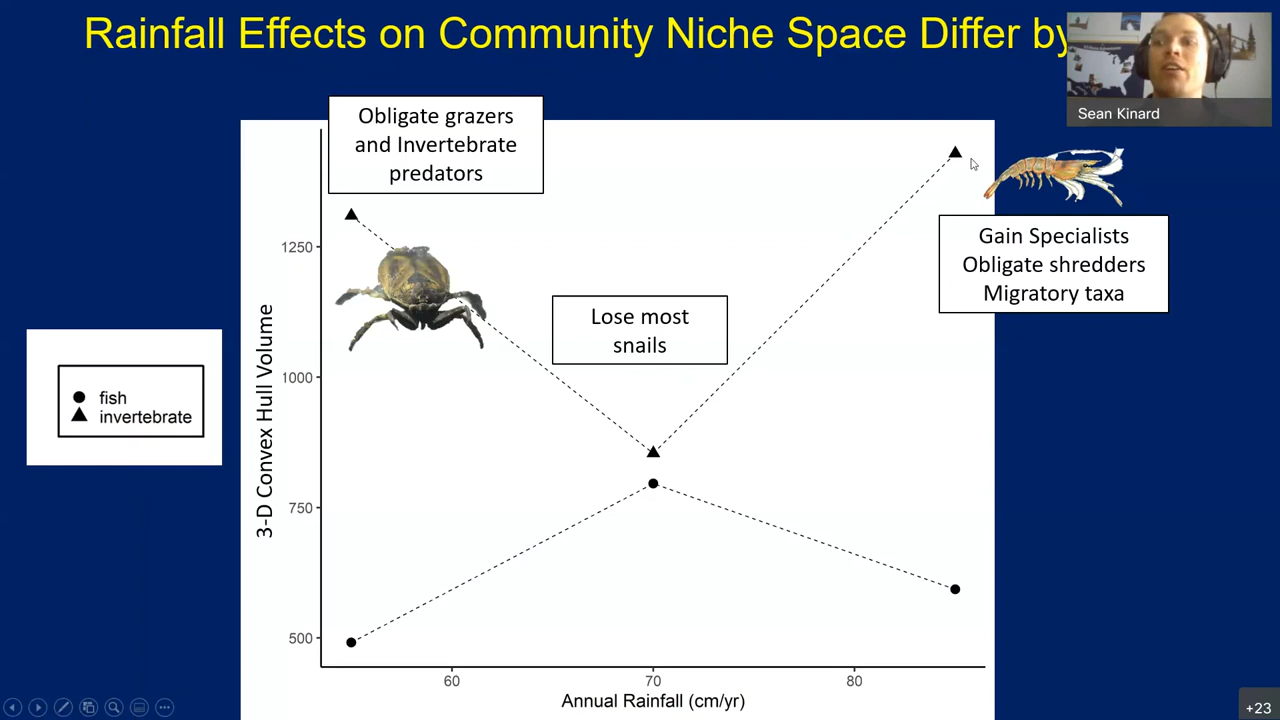 Rainfall Effects on Community Niche Space Differ by
Sean Kinard
Obligate grazers
and Invertebrate
predators
Gain Specialists
Obligate shredders
Migratory taxa
Lose most
snails
fish
invertebrate
3-D Convex Hull Volume
1250
1000
750
500
60
70
80
Annual Rainfall (cm/yr)
+23